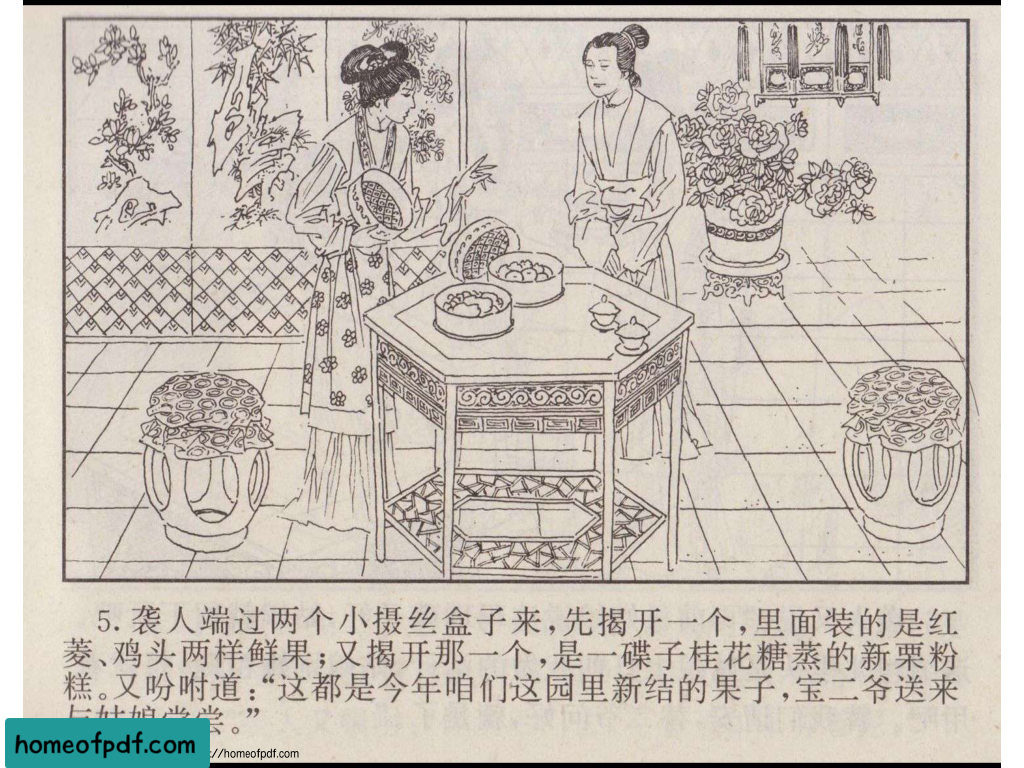 5. 袭人端过两个小摄丝盒子来，先揭开一个，里面装的是红
菱、鸡头两样鲜果；又揭开那一个，是一碟子桂花糖蒸的新栗粉
糕。又吩咐道：“这都是今年咱们这园里新结的果子，宝二爷送来
与姑娘尝尝。”
homeofpdf.com
://homeofpdf.com